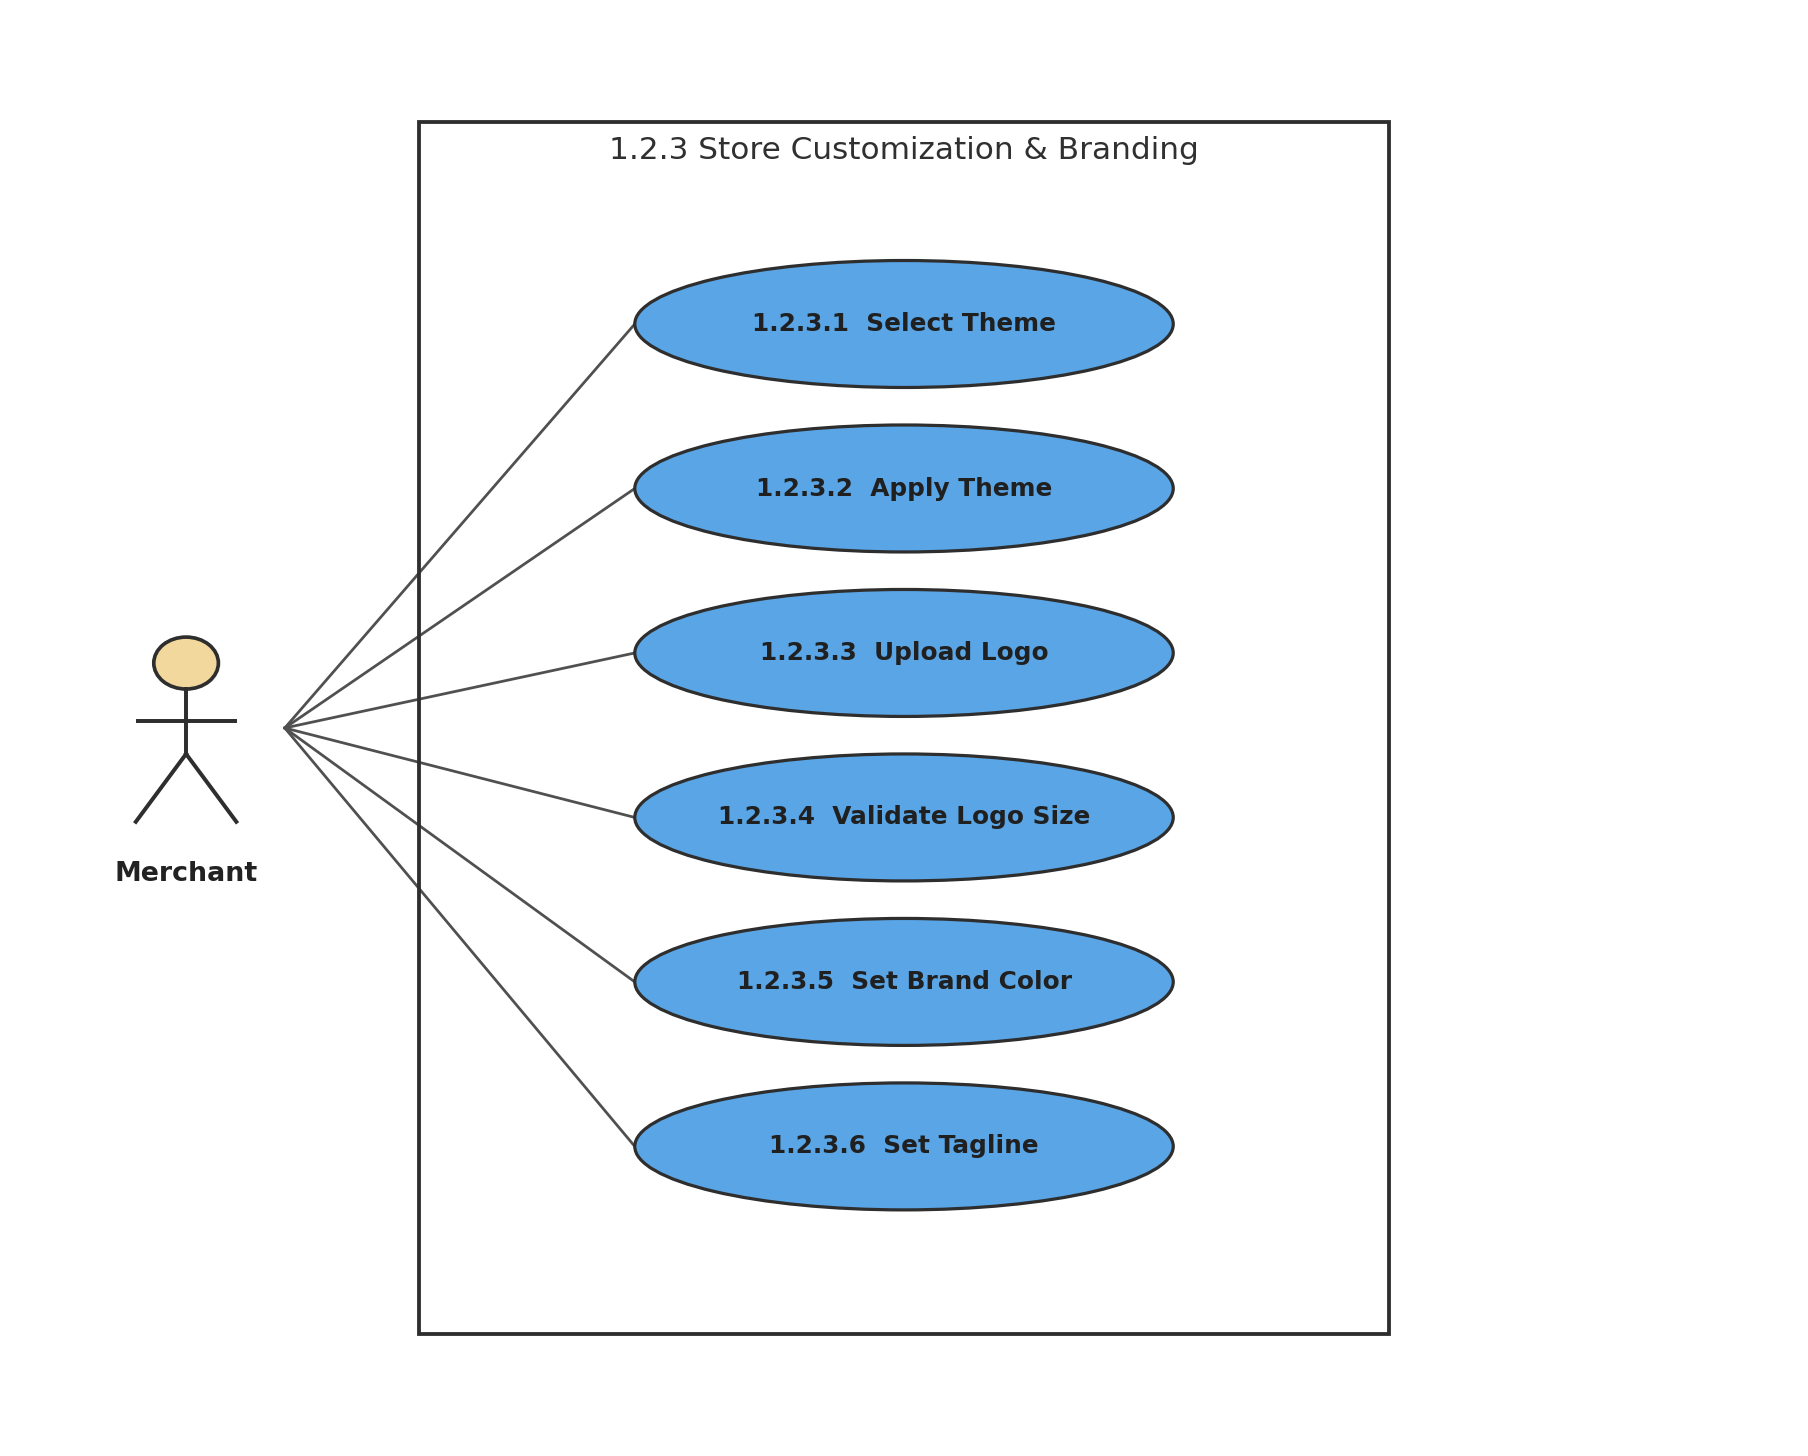 1.2.3 Store Customization & Branding
1.2.3.1 Select Theme
1.2.3.2 Apply Theme
1.2.3.3 Upload Logo
1.2.3.4 Validate Logo Size
Merchant
1.2.3.5 Set Brand Color
1.2.3.6 Set Tagline